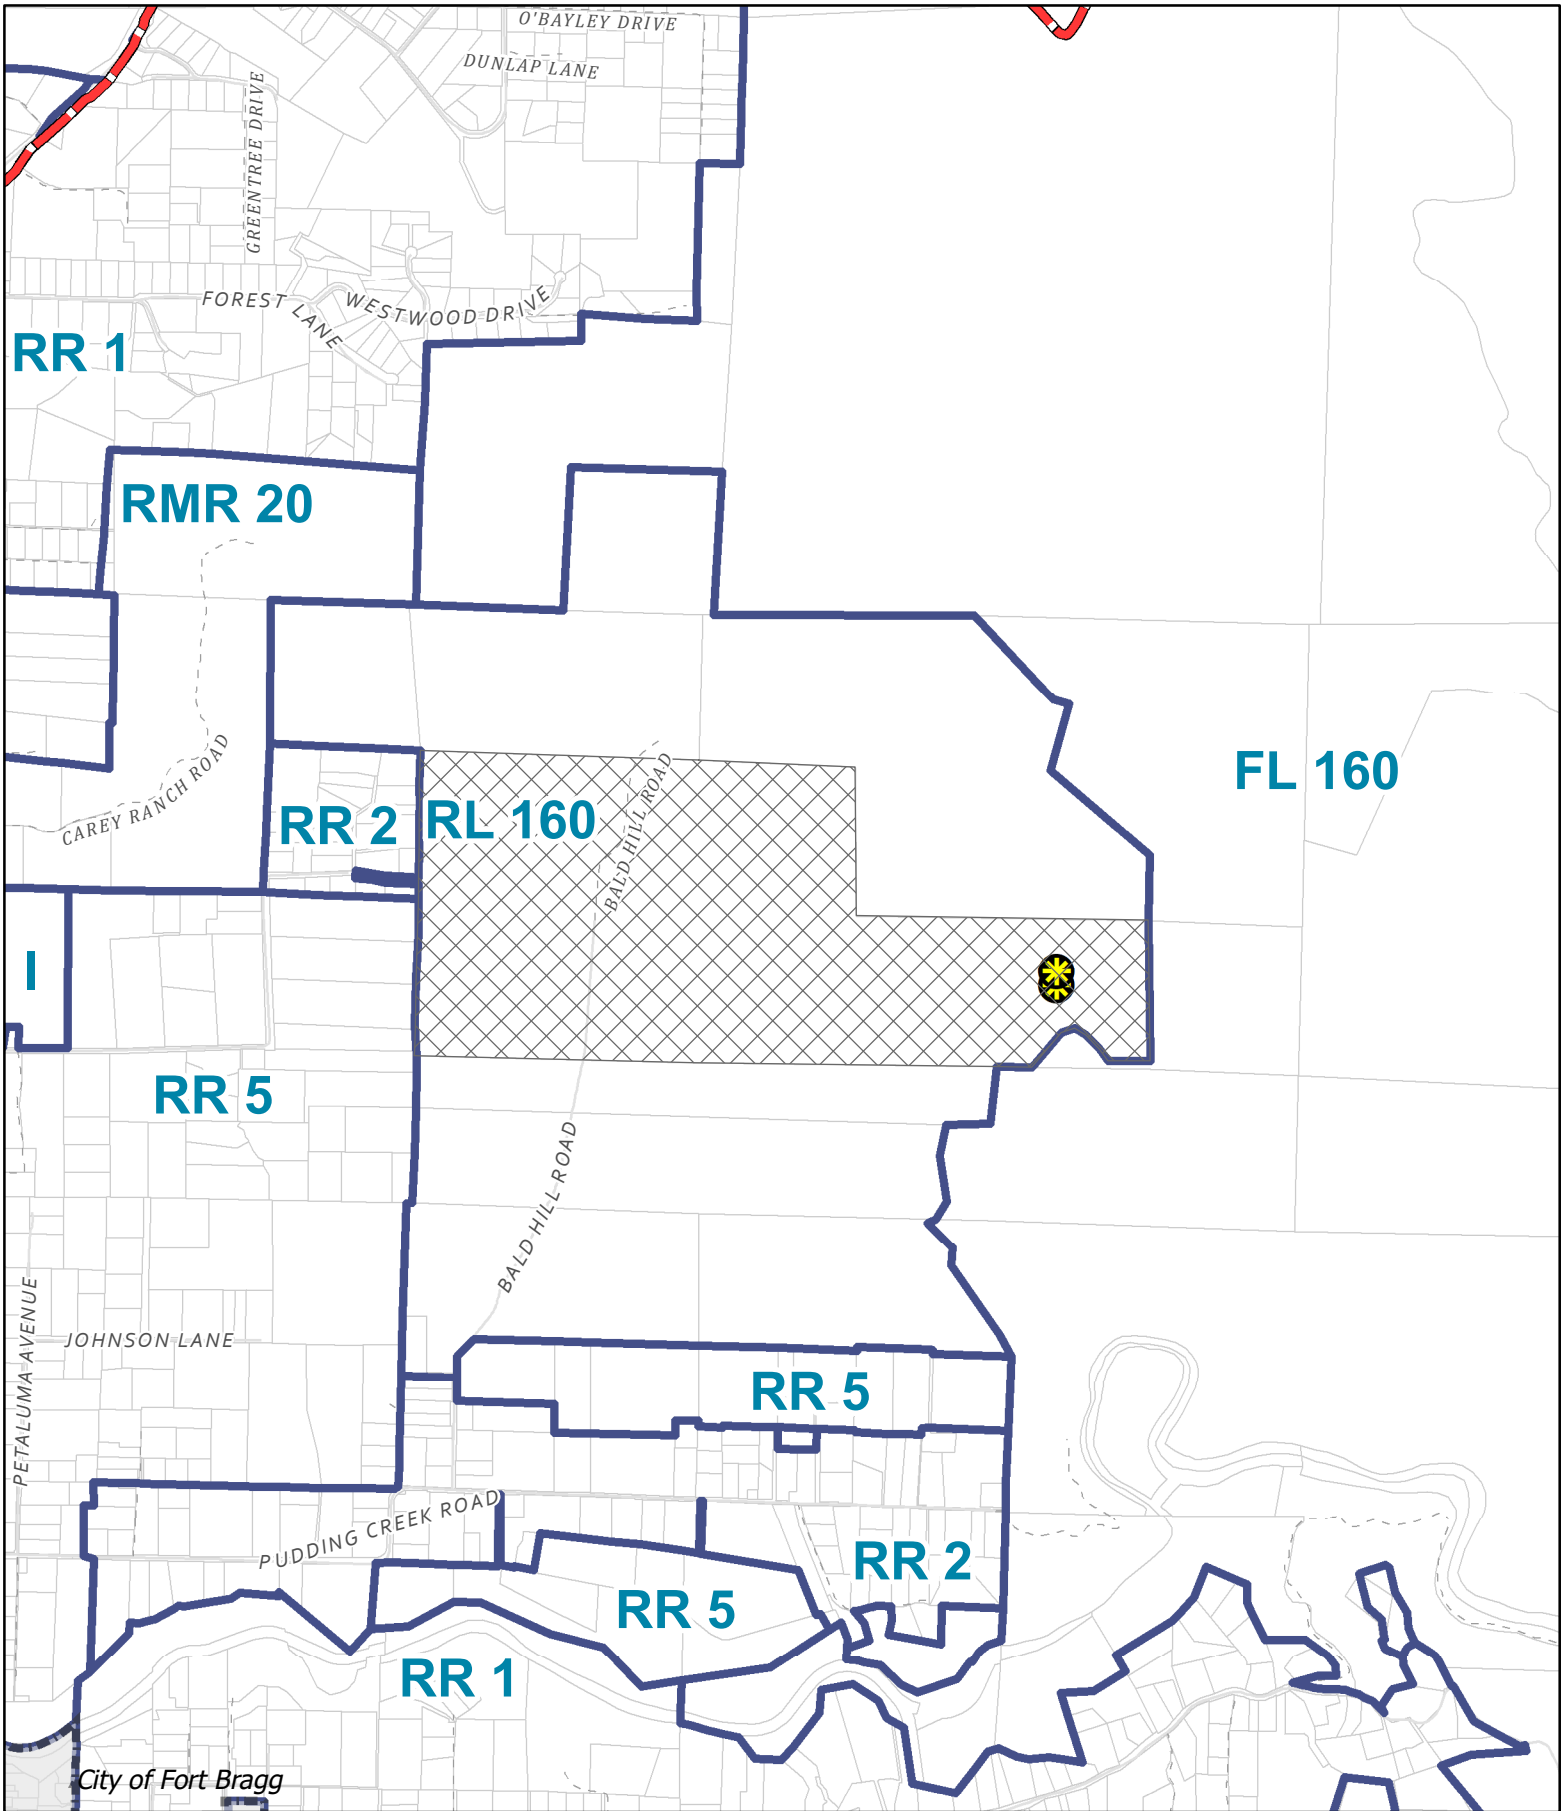 O'BAYLEY DRIVE
DUNLAP LANE
GREENTREE DRIVE
FOREST LANE
WESTWOOD DRIVE
RR 1
RMR 20
CAREY RANCH ROAD
RR 2
RL 160
BALD HILL ROAD
FL 160
I
RR 5
BALD HILL ROAD
PETALUMA AVENUE
JOHNSON LANE
RR 5
PUDDING CREEK ROAD
RR 2
RR 5
RR 1
City of Fort Bragg